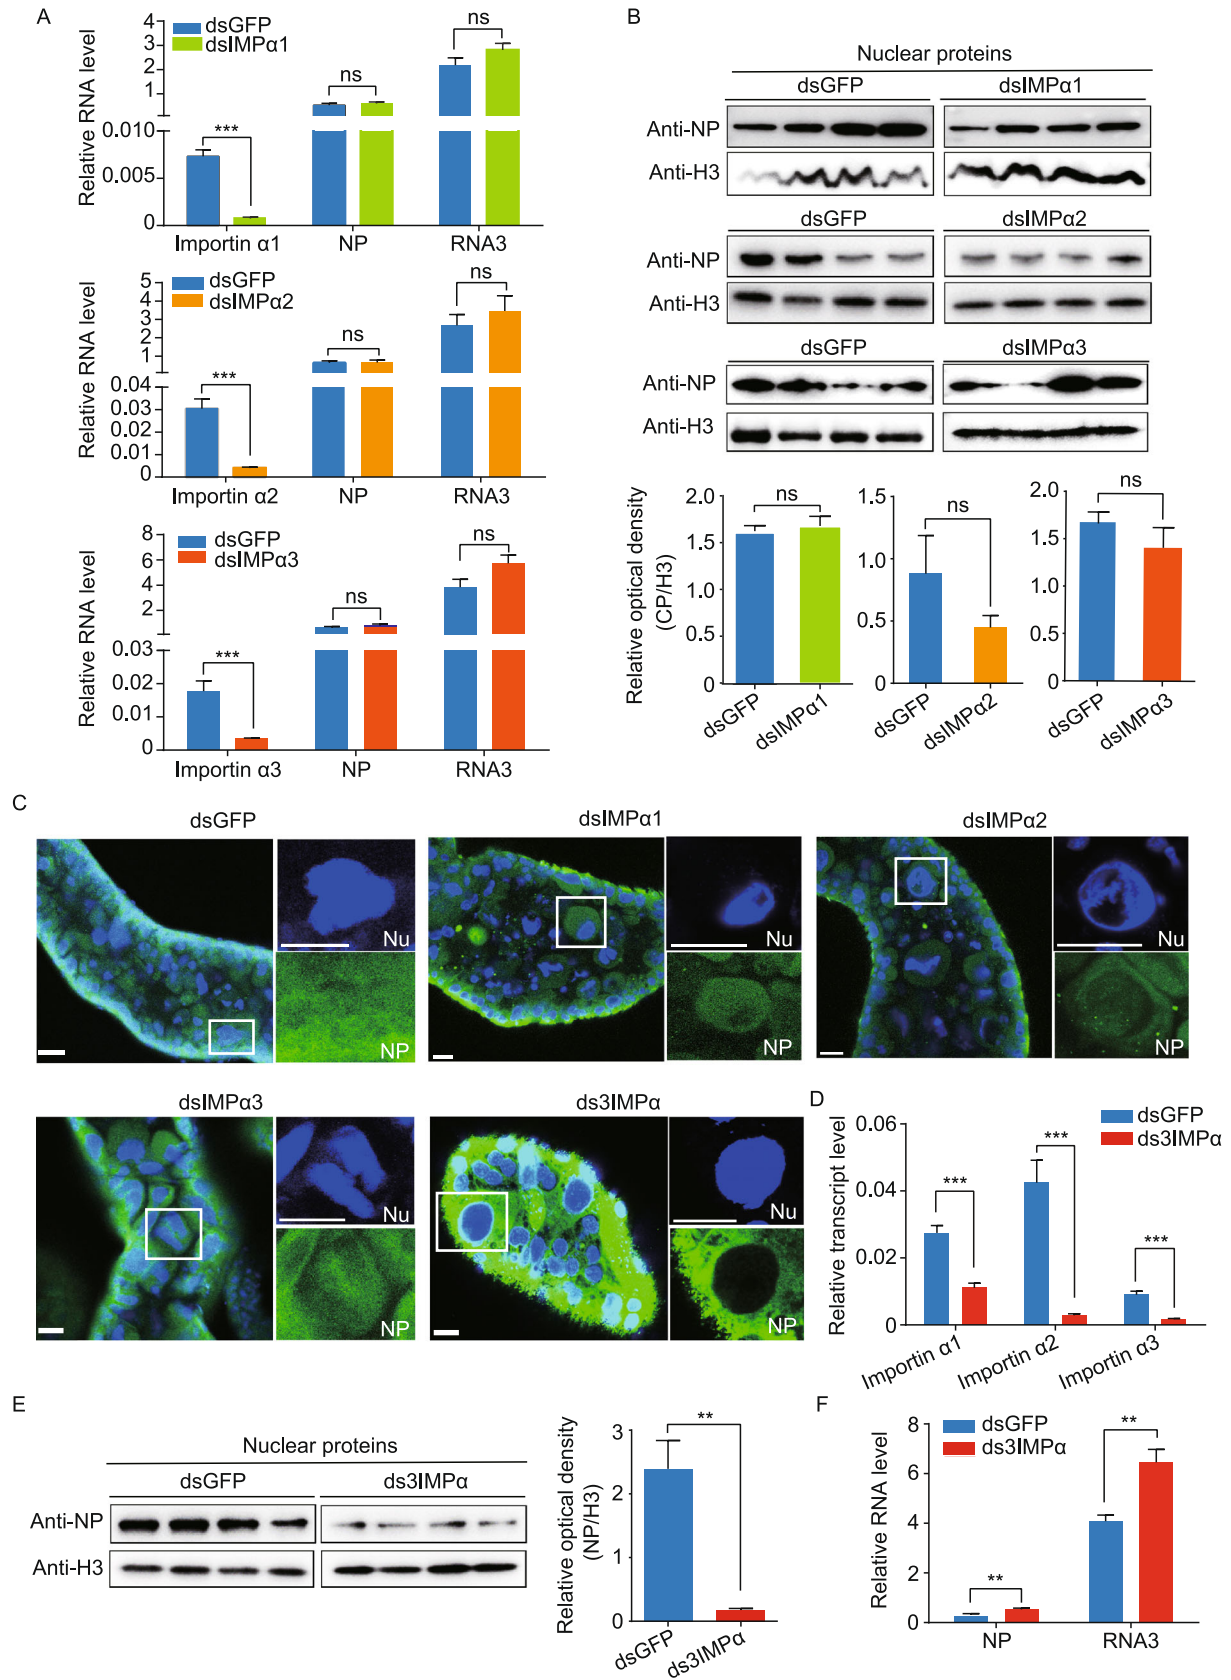 A
dsGFP
dsIMPα1
Relative RNA level
4
3
2
1
0.010
0.005
0
***
ns
ns
Importin α1
NP
RNA3
dsGFP
dsIMPα2
Relative RNA level
5
4
3
2
1
0.04
0.03
0.02
0.01
0
***
ns
ns
Importin α2
NP
RNA3
dsGFP
dsIMPα3
Relative RNA level
8
6
4
2
0.03
0.02
0.01
0
***
ns
ns
Importin α3
NP
RNA3
B
Nuclear proteins
dsGFP
dsIMPα1
Anti-NP
Anti-H3
dsGFP
dsIMPα2
Anti-NP
Anti-H3
dsGFP
dsIMPα3
Anti-NP
Anti-H3
Relative optical density
(CP/H3)
2.0
1.5
1.0
0.5
0
ns
dsGFP
dsIMPα1
1.5
1.0
0.5
0
ns
dsGFP
dsIMPα2
2.0
1.5
1.0
0.5
0
ns
dsGFP
dsIMPα3
C
dsGFP
Nu
NP
dsIMPα1
Nu
NP
dsIMPα2
Nu
NP
dsIMPα3
Nu
NP
ds3IMPα
Nu
NP
D
dsGFP
ds3IMPα
Relative transcript level
0.06
0.04
0.02
0
***
***
***
Importin α1
Importin α2
Importin α3
E
Nuclear proteins
dsGFP
ds3IMPα
Anti-NP
Anti-H3
Relative optical density
(NP/H3)
3
2
1
0
**
dsGFP
ds3IMPα
F
dsGFP
ds3IMPα
Relative RNA level
8
6
4
2
0
**
**
NP
RNA3